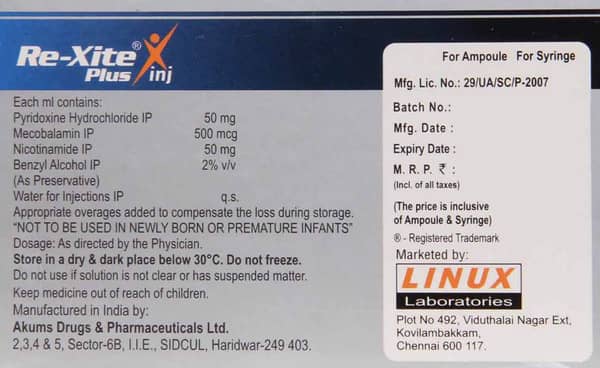 Re-Xite® X
Plus inj
Each ml contains:
Pyridoxine Hydrochloride IP 50 mg
Mecobalamin IP 500 mcg
Nicotinamide IP 50 mg
Benzyl Alcohol IP 2% v/v
(As Preservative)
Water for Injections IP q.s.
Appropriate overages added to compensate the loss during storage.
“NOT TO BE USED IN NEWLY BORN OR PREMATURE INFANTS”
Dosage: As directed by the Physician.
Store in a dry & dark place below 30°C. Do not freeze.
Do not use if solution is not clear or has suspended matter.
Keep medicine out of reach of children.
Manufactured in India by:
Akums Drugs & Pharmaceuticals Ltd.
2,3,4 & 5, Sector-6B, I.I.E., SIDCUL, Haridwar-249 403.
For Ampoule For Syringe
Mfg. Lic. No.: 29/UA/SC/P-2007
Batch No.:
Mfg. Date :
Expiry Date :
M. R. P. ₹ :
(Incl. of all taxes)
(The price is inclusive
of Ampoule & Syringe)
® - Registered Trademark
Marketed by:
LINUX
Laboratories
Plot No 492, Viduthalai Nagar Ext,
Kovilambakkam,
Chennai 600 117.